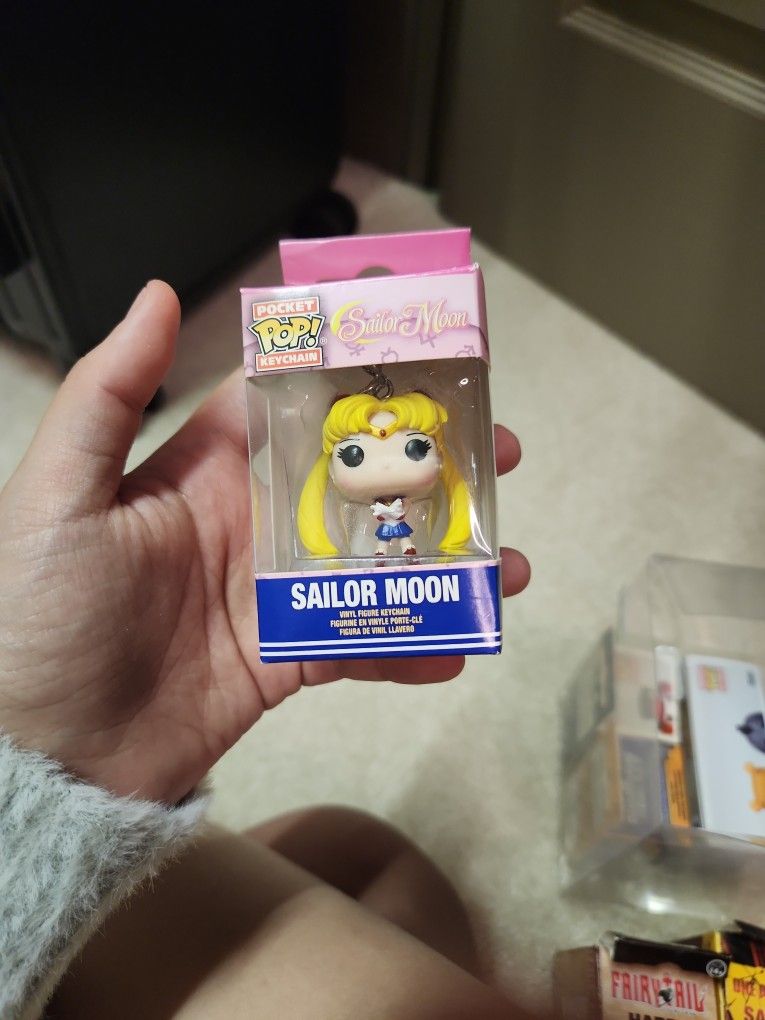 POCKET
POP!
KEYCHAIN
Sailor Moon
SAILOR MOON
VINYL FIGURE KEYCHAIN
FIGURINE EN VINYLE PORTE-CLÉ
FIGURA DE VINIL LLAVERO
FAIRY TAIL